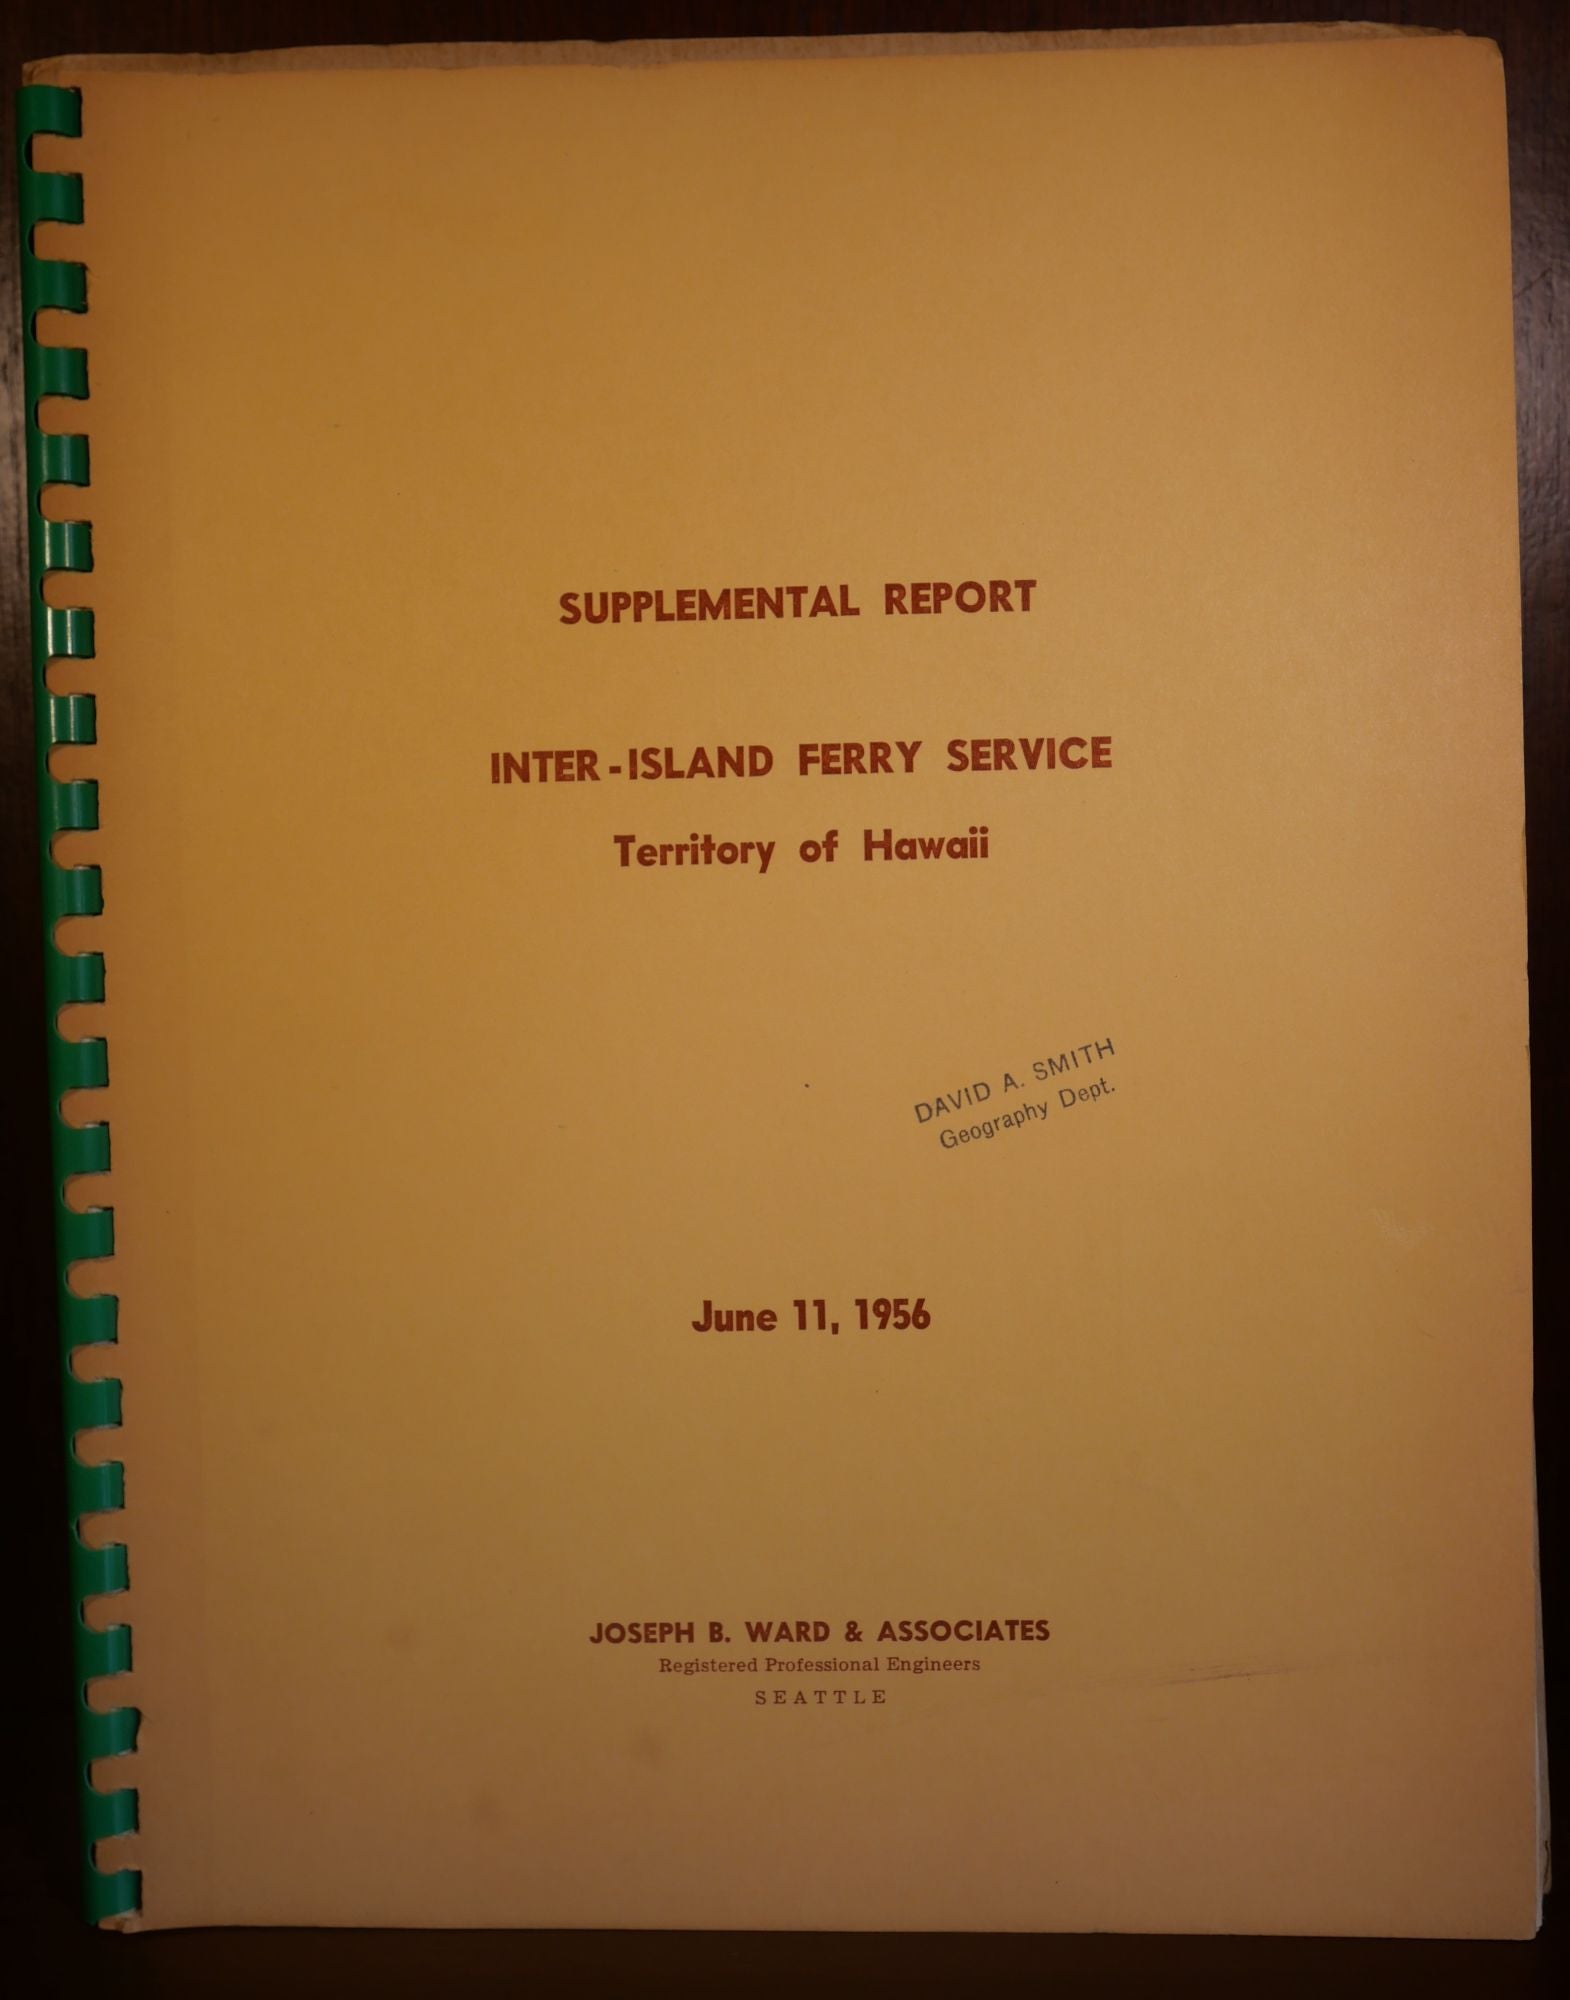 SUPPLEMENTAL REPORT
INTER-ISLAND FERRY SERVICE
Territory of Hawaii
DAVID A. SMITH
Geography Dept.
June 11, 1956
JOSEPH B. WARD & ASSOCIATES
Registered Professional Engineers
SEATTLE